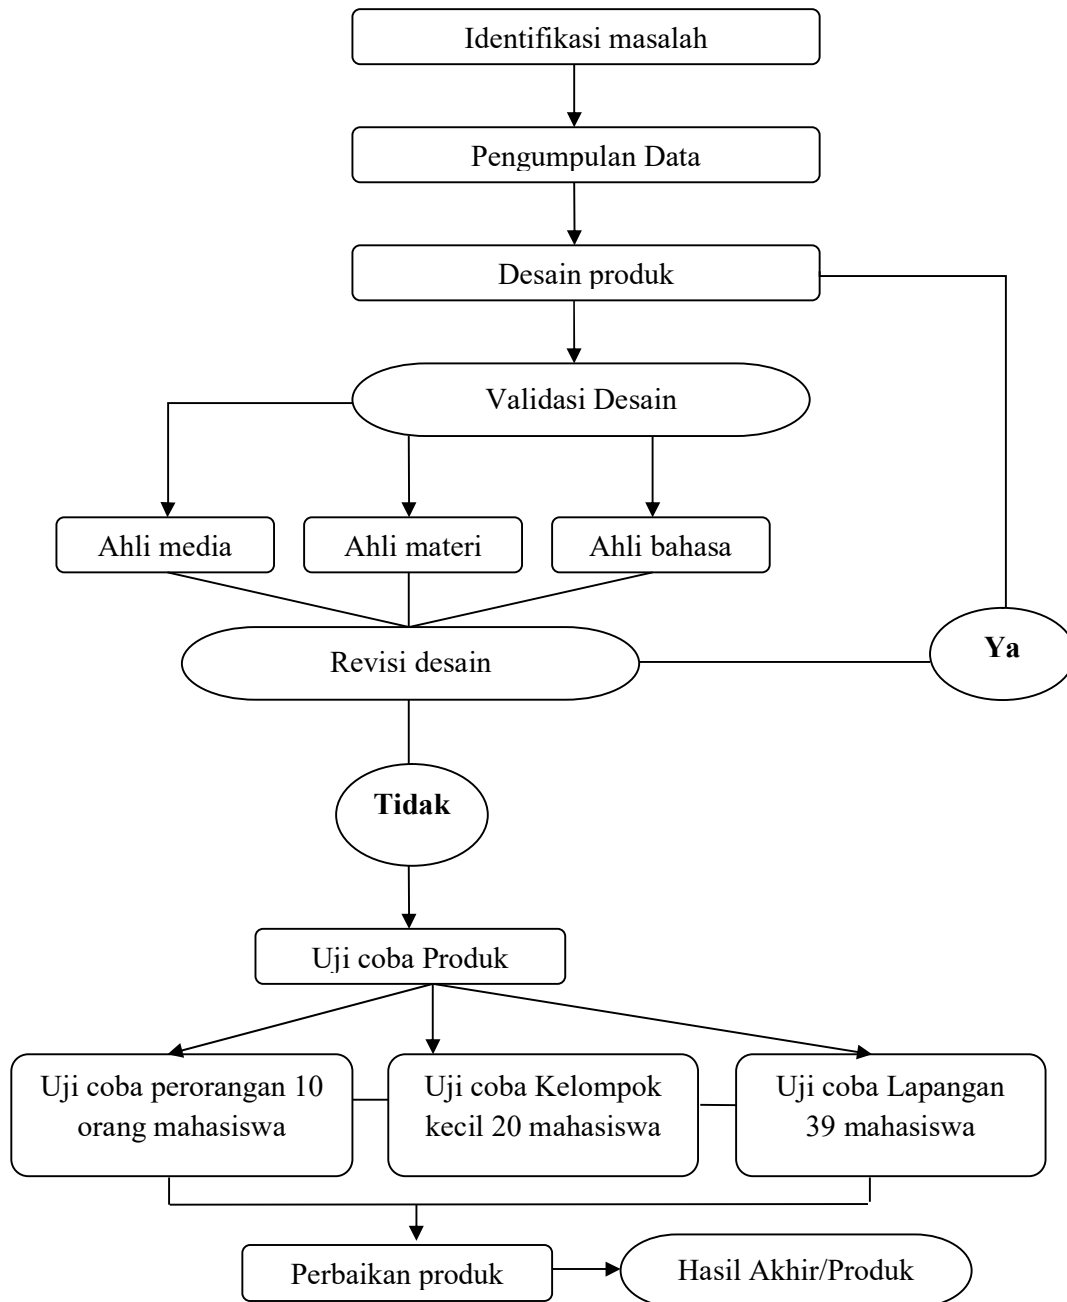 Identifikasi masalah
Pengumpulan Data
Desain produk
Validasi Desain
Ahli media
Ahli materi
Ahli bahasa
Revisi desain
Ya
Tidak
Uji coba Produk
Uji coba perorangan 10
orang mahasiswa
Uji coba Kelompok
kecil 20 mahasiswa
Uji coba Lapangan
39 mahasiswa
Perbaikan produk
Hasil Akhir/Produk